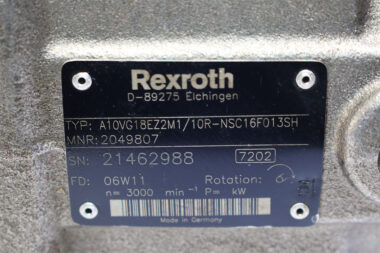 Rexroth
D-89275 Elchingen
TYP: A10VG18EZ2M1/10R-NSC16F013SH
MNR: 2049807
SN: 21462988 7202
FD: 06W11 Rotation:
n= 3000 min⁻¹ P= kW
Made in Germany